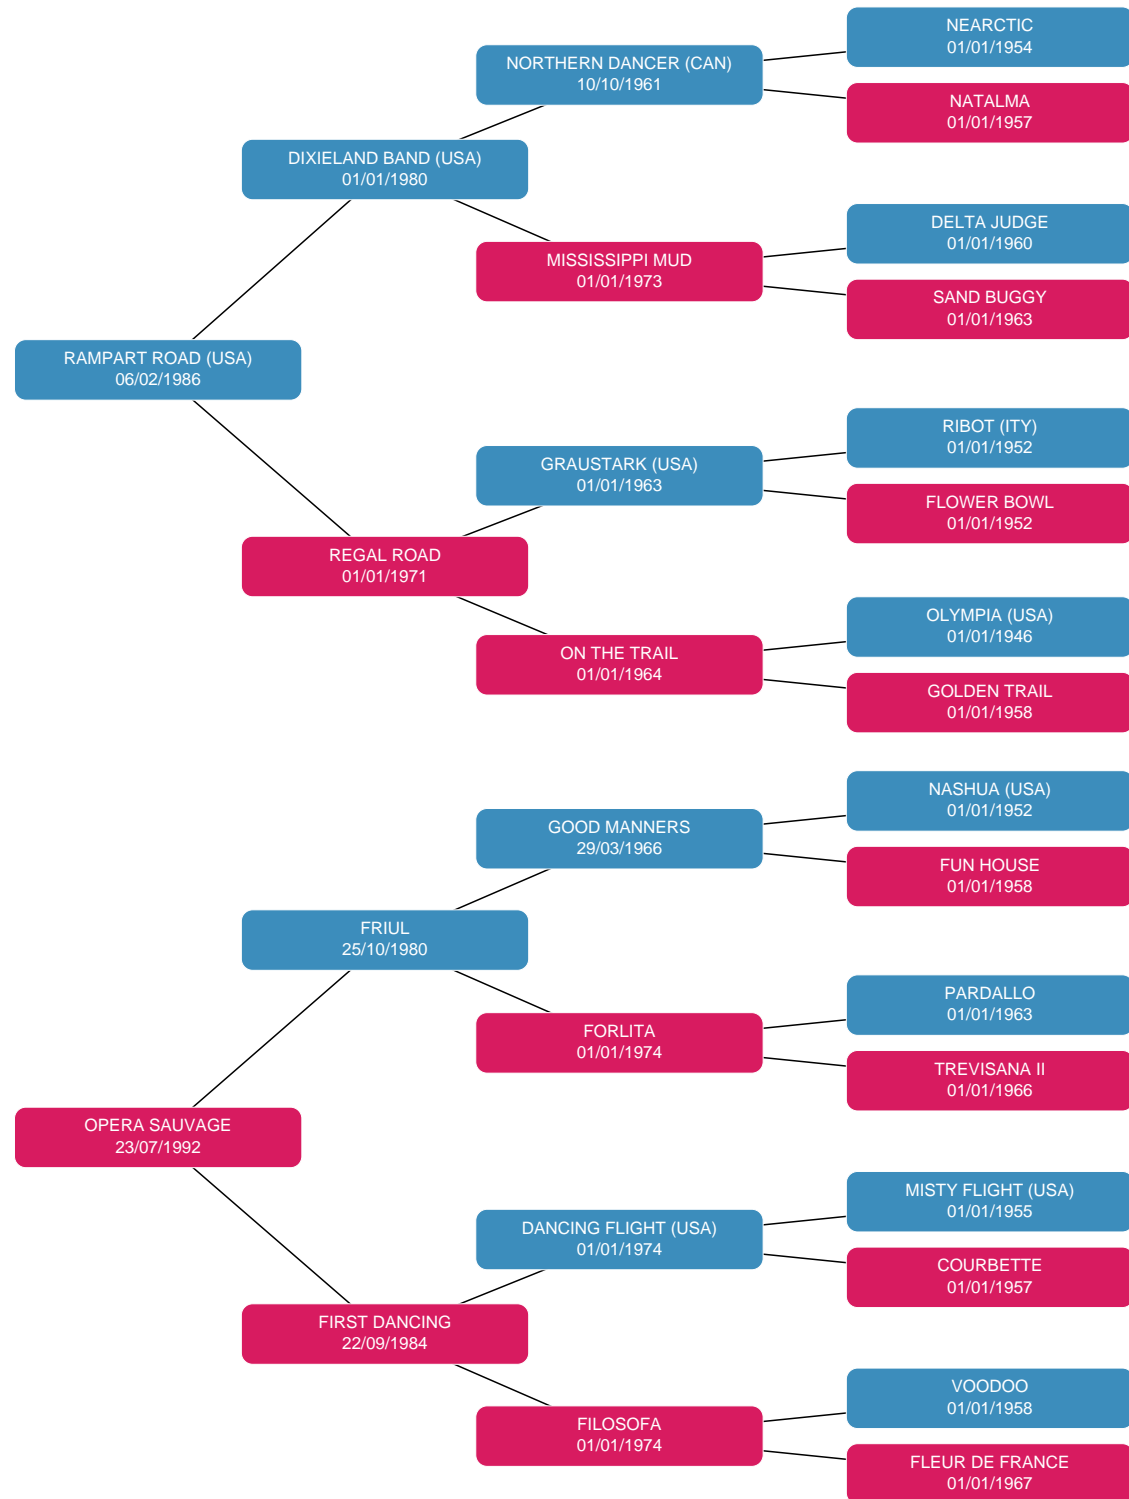 NEARCTIC
01/01/1954
NORTHERN DANCER (CAN)
10/10/1961
NATALMA
01/01/1957
DIXIELAND BAND (USA)
01/01/1980
DELTA JUDGE
01/01/1960
MISSISSIPPI MUD
01/01/1973
SAND BUGGY
01/01/1963
RAMPART ROAD (USA)
06/02/1986
RIBOT (ITY)
01/01/1952
GRAUSTARK (USA)
01/01/1963
FLOWER BOWL
01/01/1952
REGAL ROAD
01/01/1971
OLYMPIA (USA)
01/01/1946
ON THE TRAIL
01/01/1964
GOLDEN TRAIL
01/01/1958
NASHUA (USA)
01/01/1952
GOOD MANNERS
29/03/1966
FUN HOUSE
01/01/1958
FRIUL
25/10/1980
PARDALLO
01/01/1963
FORLITA
01/01/1974
TREVISANA II
01/01/1966
OPERA SAUVAGE
23/07/1992
MISTY FLIGHT (USA)
01/01/1955
DANCING FLIGHT (USA)
01/01/1974
COURBETTE
01/01/1957
FIRST DANCING
22/09/1984
VOODOO
01/01/1958
FILOSOFA
01/01/1974
FLEUR DE FRANCE
01/01/1967